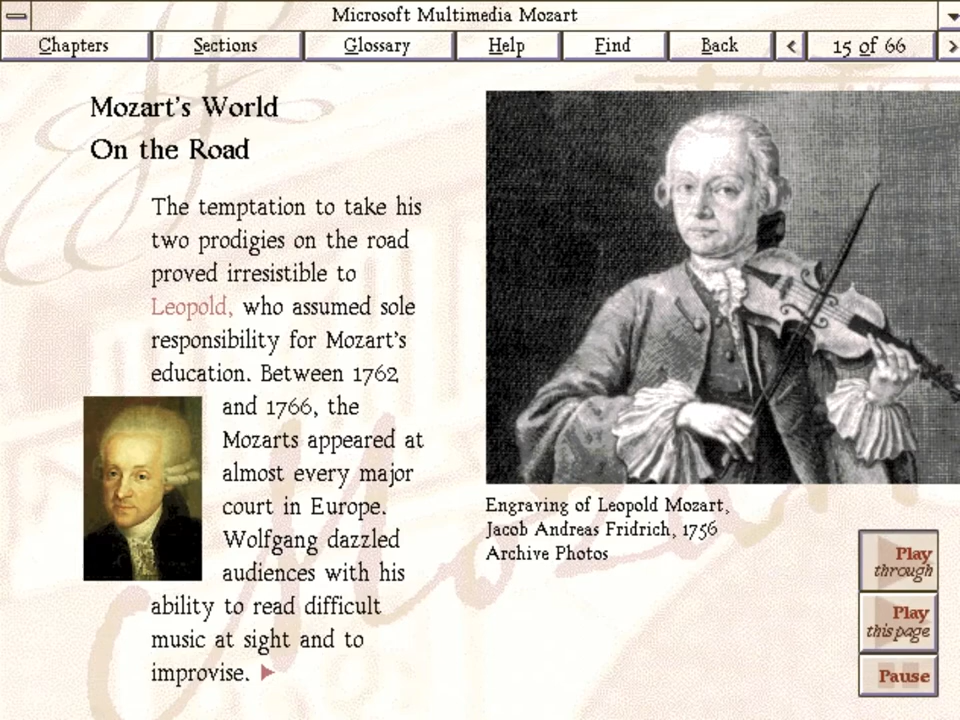 Microsoft Multimedia Mozart
Chapters Sections Glossary Help Find Back < 15 of 66 >
Mozart's World
On the Road
The temptation to take his
two prodigies on the road
proved irresistible to
Leopold, who assumed sole
responsibility for Mozart's
education. Between 1762
and 1766, the
Mozarts appeared at
almost every major
court in Europe.
Wolfgang dazzled
audiences with his
ability to read difficult
music at sight and to
improvise.
Engraving of Leopold Mozart,
Jacob Andreas Fridrich, 1756
Archive Photos
Play
through
Play
this page
Pause